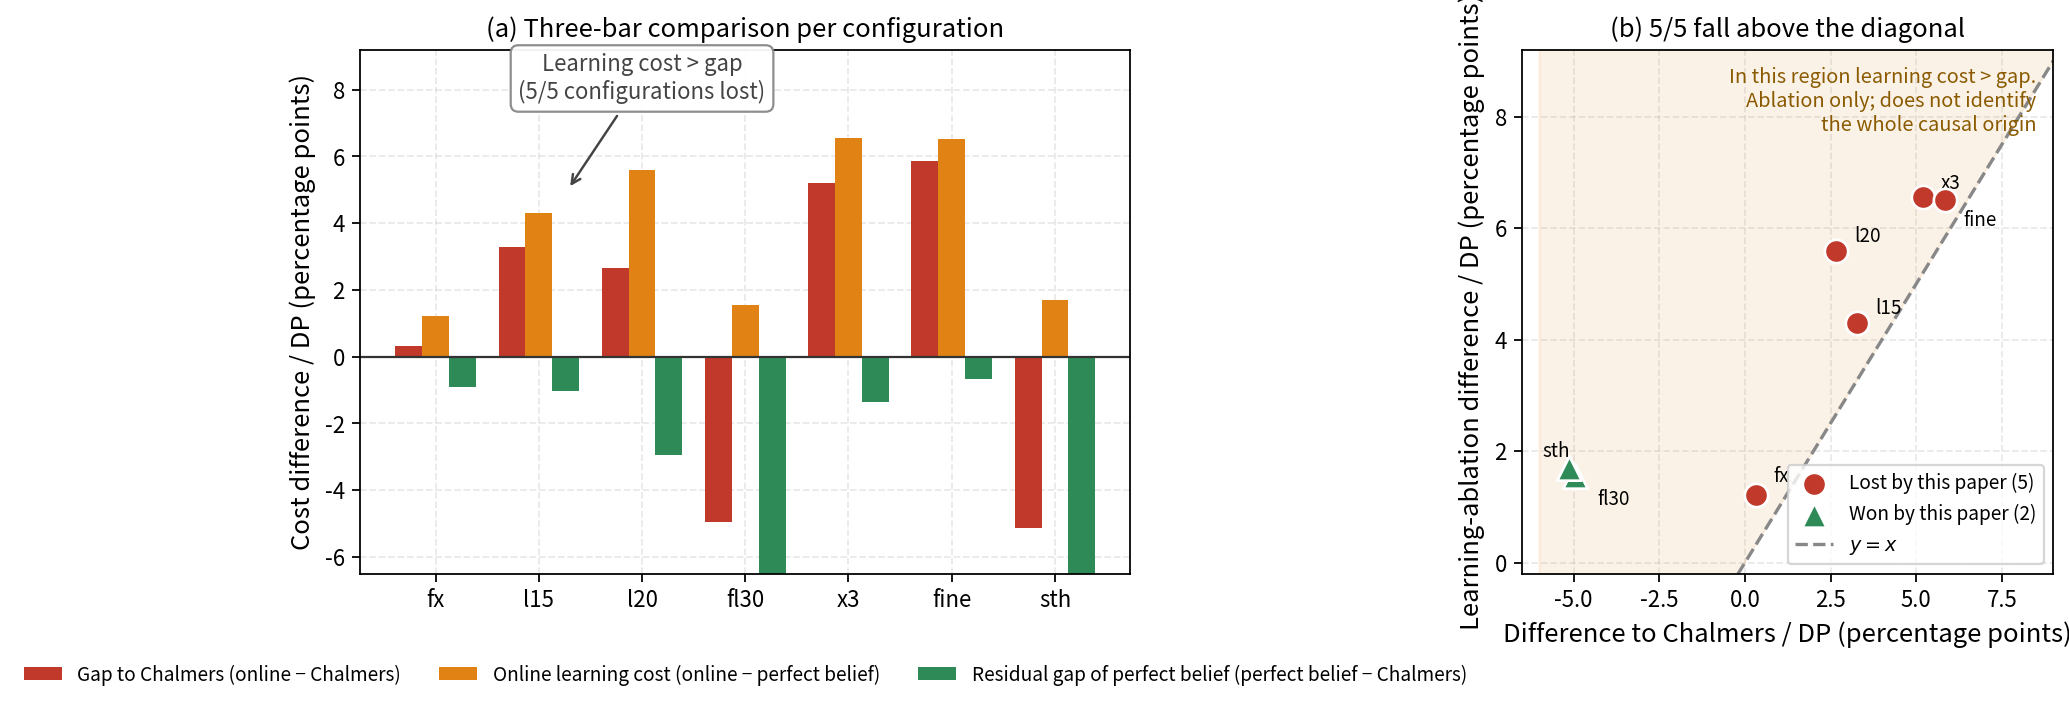 (a) Three-bar comparison per configuration
Learning cost > gap
(5/5 configurations lost)
Cost difference / DP (percentage points)
8
6
4
2
0
-2
-4
-6
fx
l15
l20
fl30
x3
fine
sth
Gap to Chalmers (online − Chalmers)
Online learning cost (online − perfect belief)
Residual gap of perfect belief (perfect belief − Chalmers)
(b) 5/5 fall above the diagonal
In this region learning cost > gap.
Ablation only; does not identify
the whole causal origin
Learning-ablation difference / DP (percentage points)
8
6
4
2
0
x3
fine
l20
l15
sth
fl30
fx
Lost by this paper (5)
Won by this paper (2)
y = x
-5.0
-2.5
0.0
2.5
5.0
7.5
Difference to Chalmers / DP (percentage points)